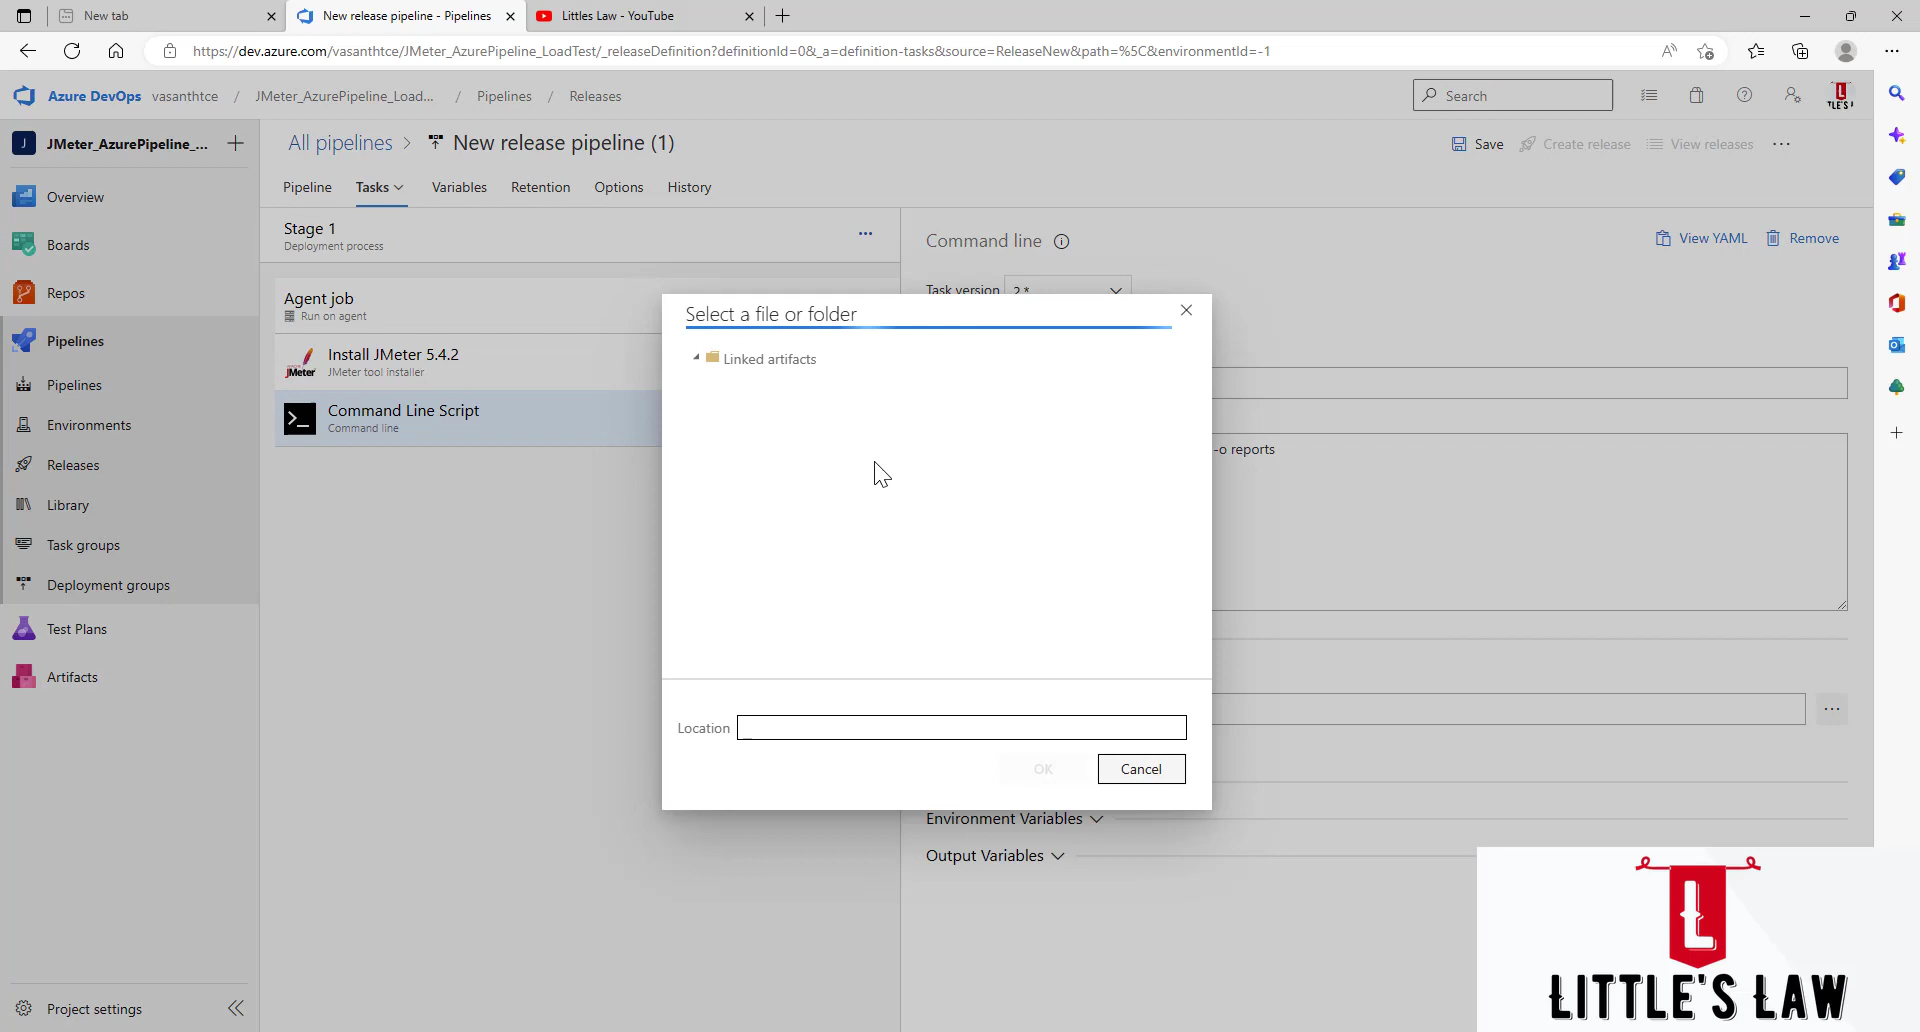 New tab
New release pipeline - Pipelines
Littles Law - YouTube
https://dev.azure.com/vasanthtce/JMeter_AzurePipeline_LoadTest/_releaseDefinition?definitionId=0&_a=definition-tasks&source=ReleaseNew&path=%5C&environmentId=-1
Azure DevOps vasanthtce / JMeter_AzurePipeline_Load... / Pipelines / Releases
Search
J JMeter_AzurePipeline_...
All pipelines > New release pipeline (1)
Save Create release View releases ...
Pipeline Tasks Variables Retention Options History
Overview
Boards
Repos
Pipelines
Pipelines
Environments
Releases
Library
Task groups
Deployment groups
Test Plans
Artifacts
Project settings
Stage 1
Deployment process
Agent job
Run on agent
Install JMeter 5.4.2
JMeter tool installer
Command Line Script
Command line
Command line
View YAML Remove
Task version 2.*
-o reports
Select a file or folder
Linked artifacts
Location
OK Cancel
Environment Variables
Output Variables
L
LITTLE'S LAW